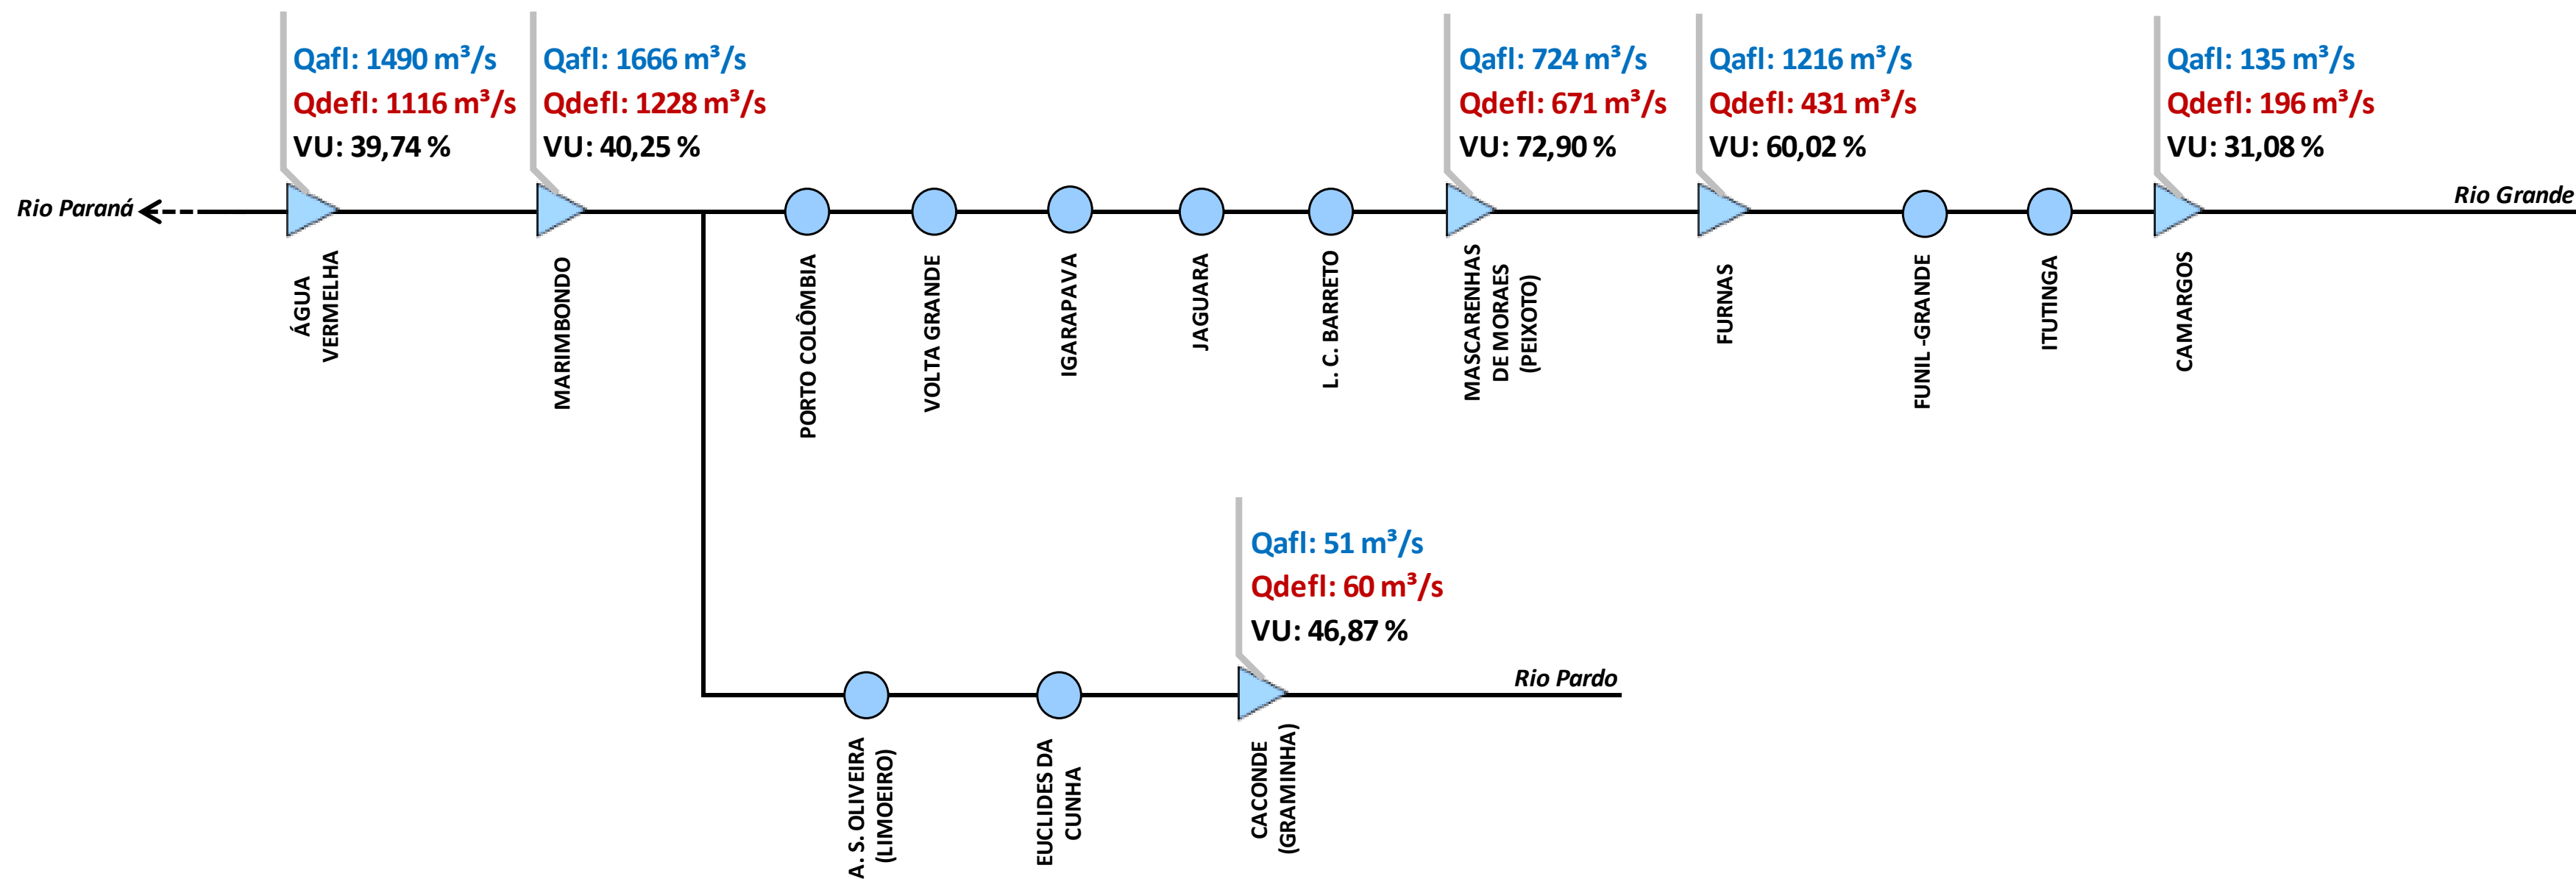 Qafl: 1490 m³/s
Qdefl: 1116 m³/s
VU: 39,74 %
Qafl: 1666 m³/s
Qdefl: 1228 m³/s
VU: 40,25 %
Qafl: 724 m³/s
Qdefl: 671 m³/s
VU: 72,90 %
Qafl: 1216 m³/s
Qdefl: 431 m³/s
VU: 60,02 %
Qafl: 135 m³/s
Qdefl: 196 m³/s
VU: 31,08 %
Rio Paraná
Rio Grande
ÁGUA
VERMELHA
MARIMBONDO
PORTO COLÔMBIA
VOLTA GRANDE
IGARAPAVA
JAGUARA
L. C. BARRETO
MASCARENHAS
DE MORAES
(PEIXOTO)
FURNAS
FUNIL -GRANDE
ITUTINGA
CAMARGOS
Qafl: 51 m³/s
Qdefl: 60 m³/s
VU: 46,87 %
Rio Pardo
A. S. OLIVEIRA
(LIMOEIRO)
EUCLIDES DA
CUNHA
CACONDE
(GRAMINHA)